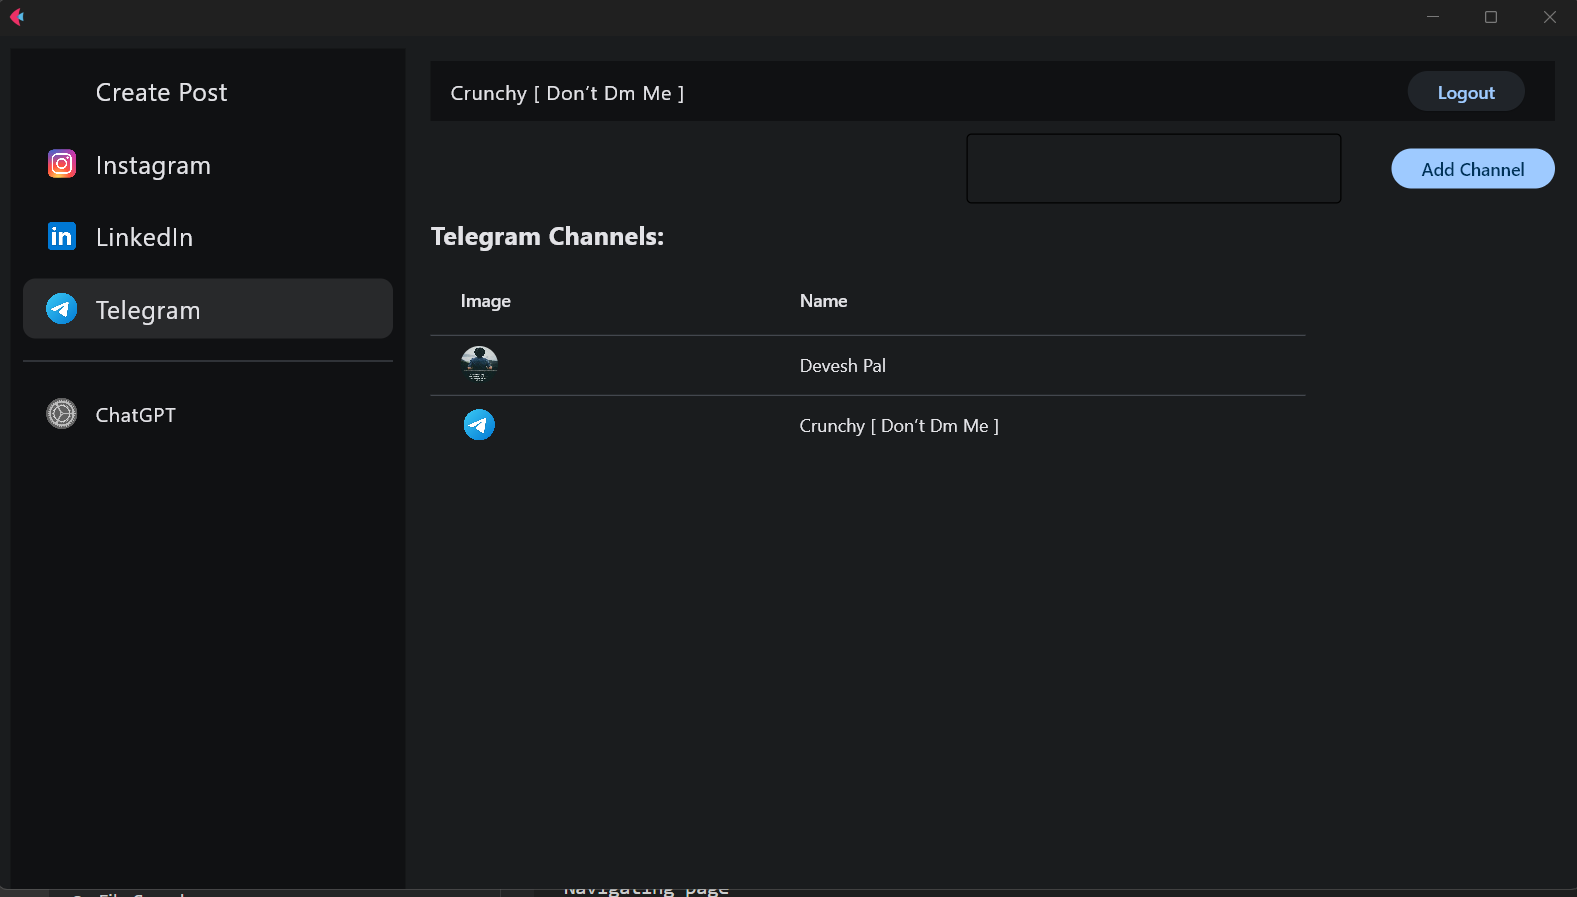 Create Post
Instagram
LinkedIn
Telegram
ChatGPT
Crunchy [ Don’t Dm Me ]
Logout
Add Channel
Telegram Channels:
Image Name
Devesh Pal
Crunchy [ Don’t Dm Me ]
Navigating page